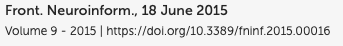 Front. Neuroinform., 18 June 2015
Volume 9 - 2015 | https://doi.org/10.3389/fninf.2015.00016